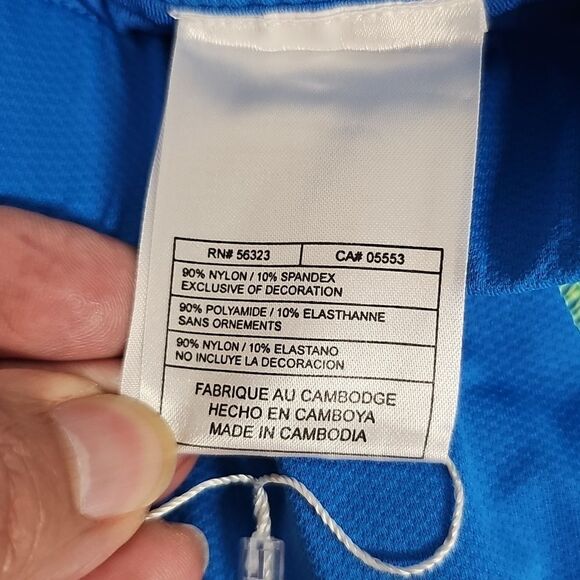 RN# 56323 CA# 05553
90% NYLON / 10% SPANDEX
EXCLUSIVE OF DECORATION
90% POLYAMIDE / 10% ELASTHANNE
SANS ORNEMENTS
90% NYLON / 10% ELASTANO
NO INCLUYE LA DECORACION
FABRIQUE AU CAMBODGE
HECHO EN CAMBOYA
MADE IN CAMBODIA